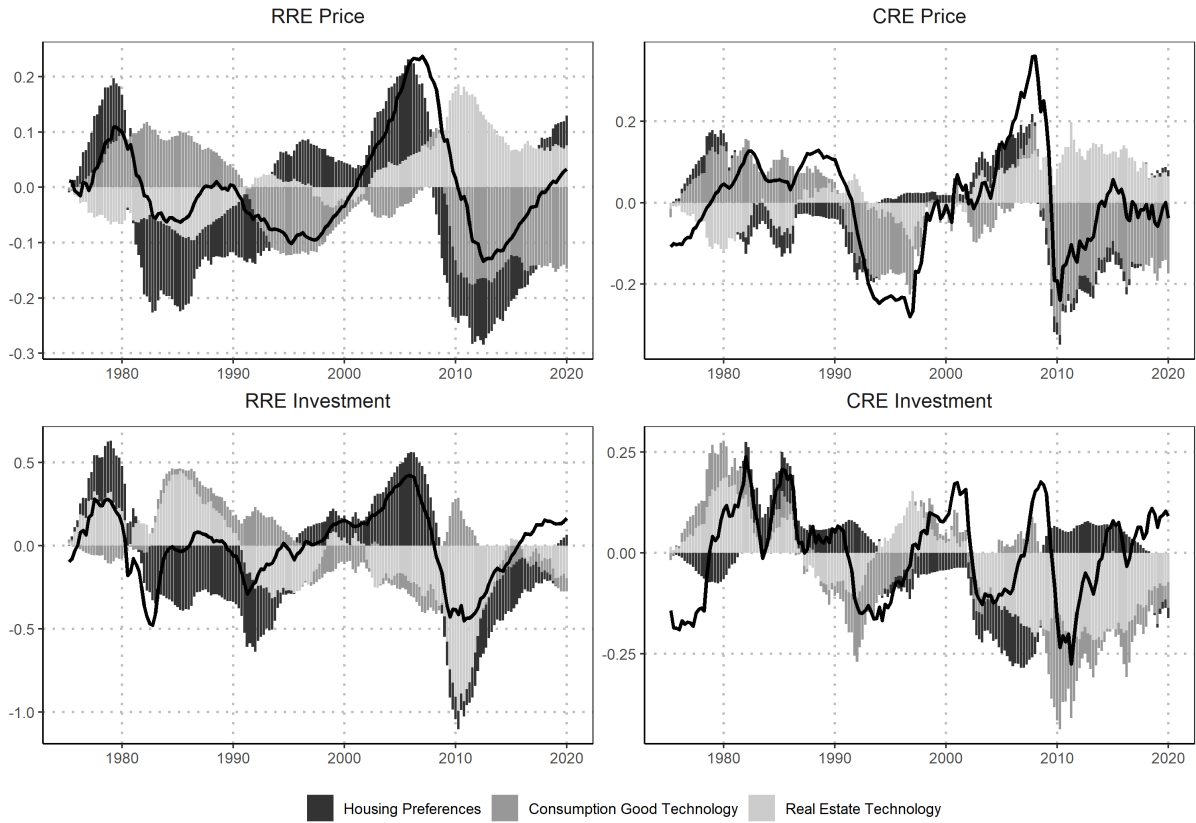 RRE Price
CRE Price
0.2
0.1
0.0
-0.1
-0.2
-0.3
0.2
0.0
-0.2
1980 1990 2000 2010 2020
1980 1990 2000 2010 2020
RRE Investment
CRE Investment
0.5
0.0
-0.5
-1.0
0.25
0.00
-0.25
1980 1990 2000 2010 2020
1980 1990 2000 2010 2020
Housing Preferences Consumption Good Technology Real Estate Technology